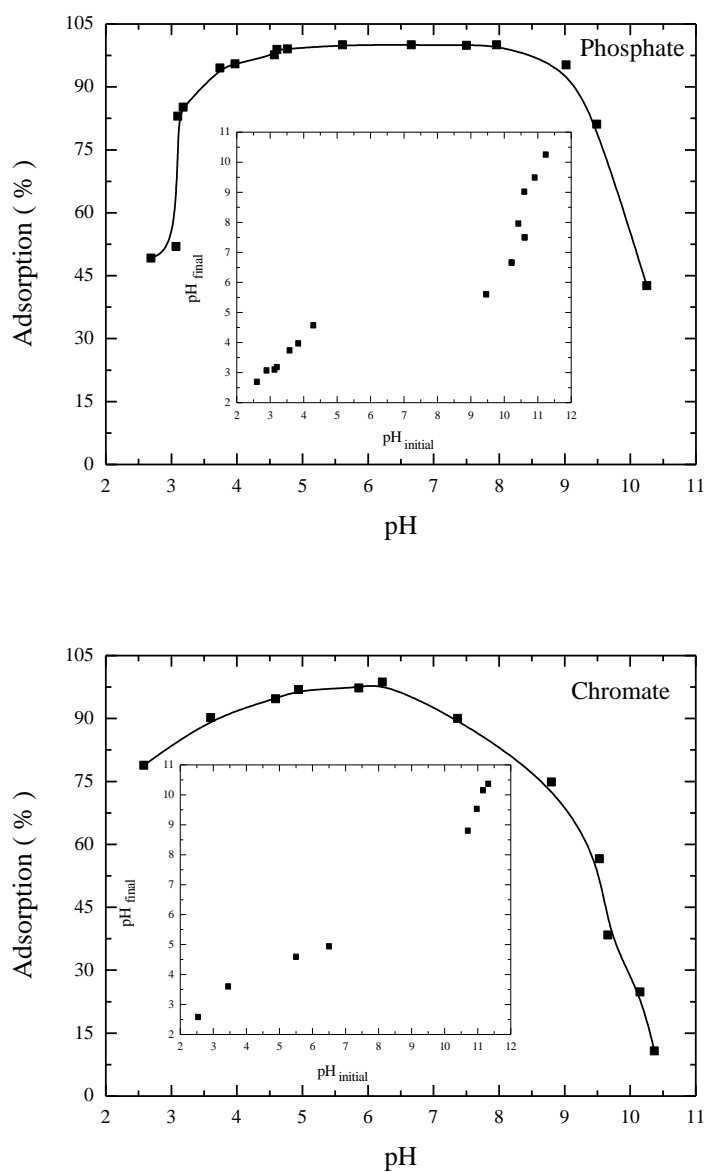 105
90
75
60
45
30
15
0
2 3 4 5 6 7 8 9 10 11
Adsorption ( % )
pH
Phosphate
11
10
9
8
7
6
5
4
3
2
2 3 4 5 6 7 8 9 10 11 12
pH final
pH initial
105
90
75
60
45
30
15
0
2 3 4 5 6 7 8 9 10 11
Adsorption ( % )
pH
Chromate
11
10
9
8
7
6
5
4
3
2
2 3 4 5 6 7 8 9 10 11 12
pH final
pH initial